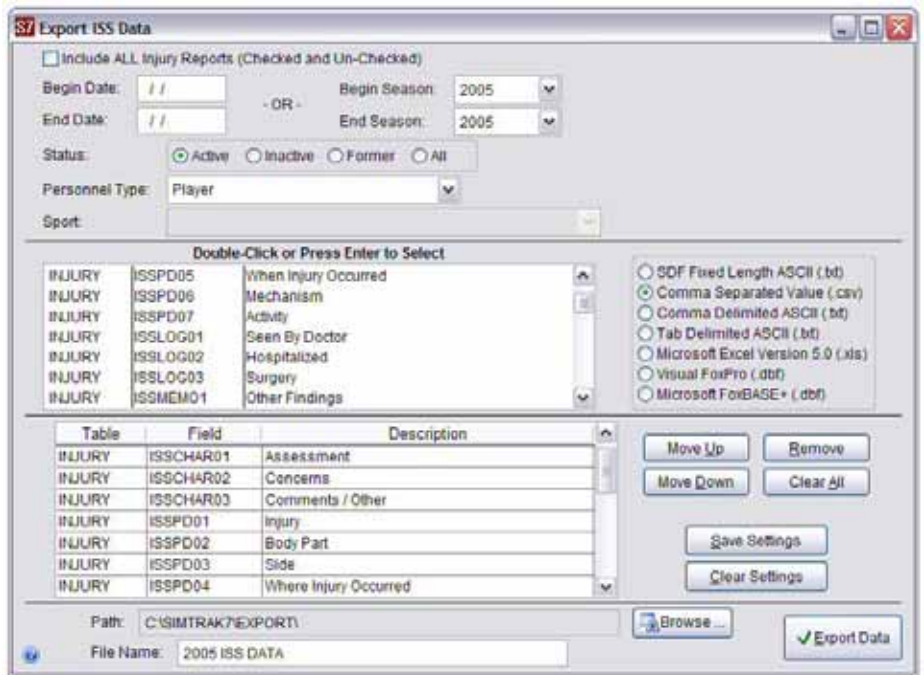 S7 Export ISS Data
Include ALL Injury Reports (Checked and Un-Checked)
Begin Date: / / - OR - Begin Season: 2005
End Date: / / End Season: 2005
Status: Active Inactive Former All
Personnel Type: Player
Sport:
Double-Click or Press Enter to Select
INJURY ISSPD05 When Injury Occurred
INJURY ISSPD06 Mechanism
INJURY ISSPD07 Activity
INJURY ISSLOG01 Seen By Doctor
INJURY ISSLOG02 Hospitalized
INJURY ISSLOG03 Surgery
INJURY ISSMEMO1 Other Findings
SDF Fixed Length ASCII (.txt)
Comma Separated Value (.csv)
Comma Delimited ASCII (.txt)
Tab Delimited ASCII (.txt)
Microsoft Excel Version 5.0 (.xls)
Visual FoxPro (.dbf)
Microsoft FoxBASE+ (.dbf)
Table Field Description
INJURY ISSCHAR01 Assessment
INJURY ISSCHAR02 Concerns
INJURY ISSCHAR03 Comments / Other
INJURY ISSPD01 Injury
INJURY ISSPD02 Body Part
INJURY ISSPD03 Side
INJURY ISSPD04 Where Injury Occurred
Move Up Remove
Move Down Clear All
Save Settings
Clear Settings
Path: C:\SIMTRAK7\EXPORT\ Browse ...
File Name: 2005 ISS DATA Export Data